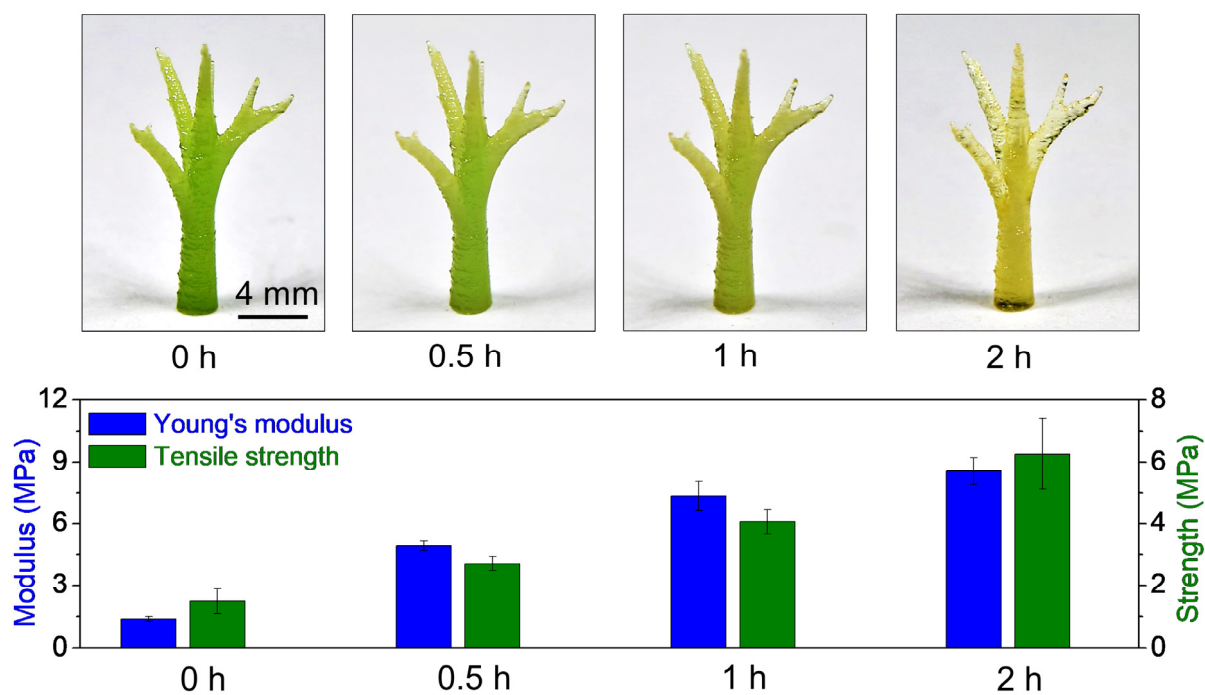 4 mm
0 h
0.5 h
1 h
2 h
12
9
6
3
0
Modulus (MPa)
Young's modulus
Tensile strength
8
6
4
2
0
Strength (MPa)
0 h
0.5 h
1 h
2 h